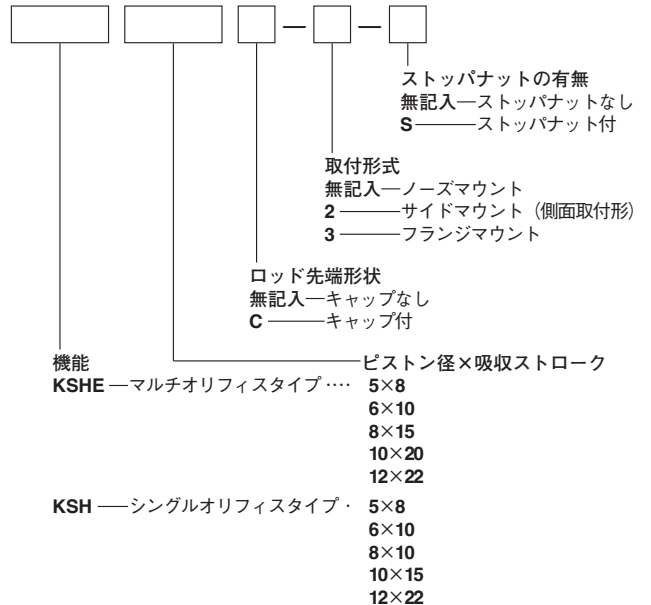 ストッパナットの有無
無記入―ストッパナットなし
S―――ストッパナット付
取付形式
無記入―ノーズマウント
2―――サイドマウント（側面取付形）
3―――フランジマウント
ロッド先端形状
無記入―キャップなし
C―――キャップ付
機能
ピストン径×吸収ストローク
KSHE―マルチオリフィスタイプ‥‥ 5×8
6×10
8×15
10×20
12×22
KSH――シングルオリフィスタイプ・ 5×8
6×10
8×10
10×15
12×22